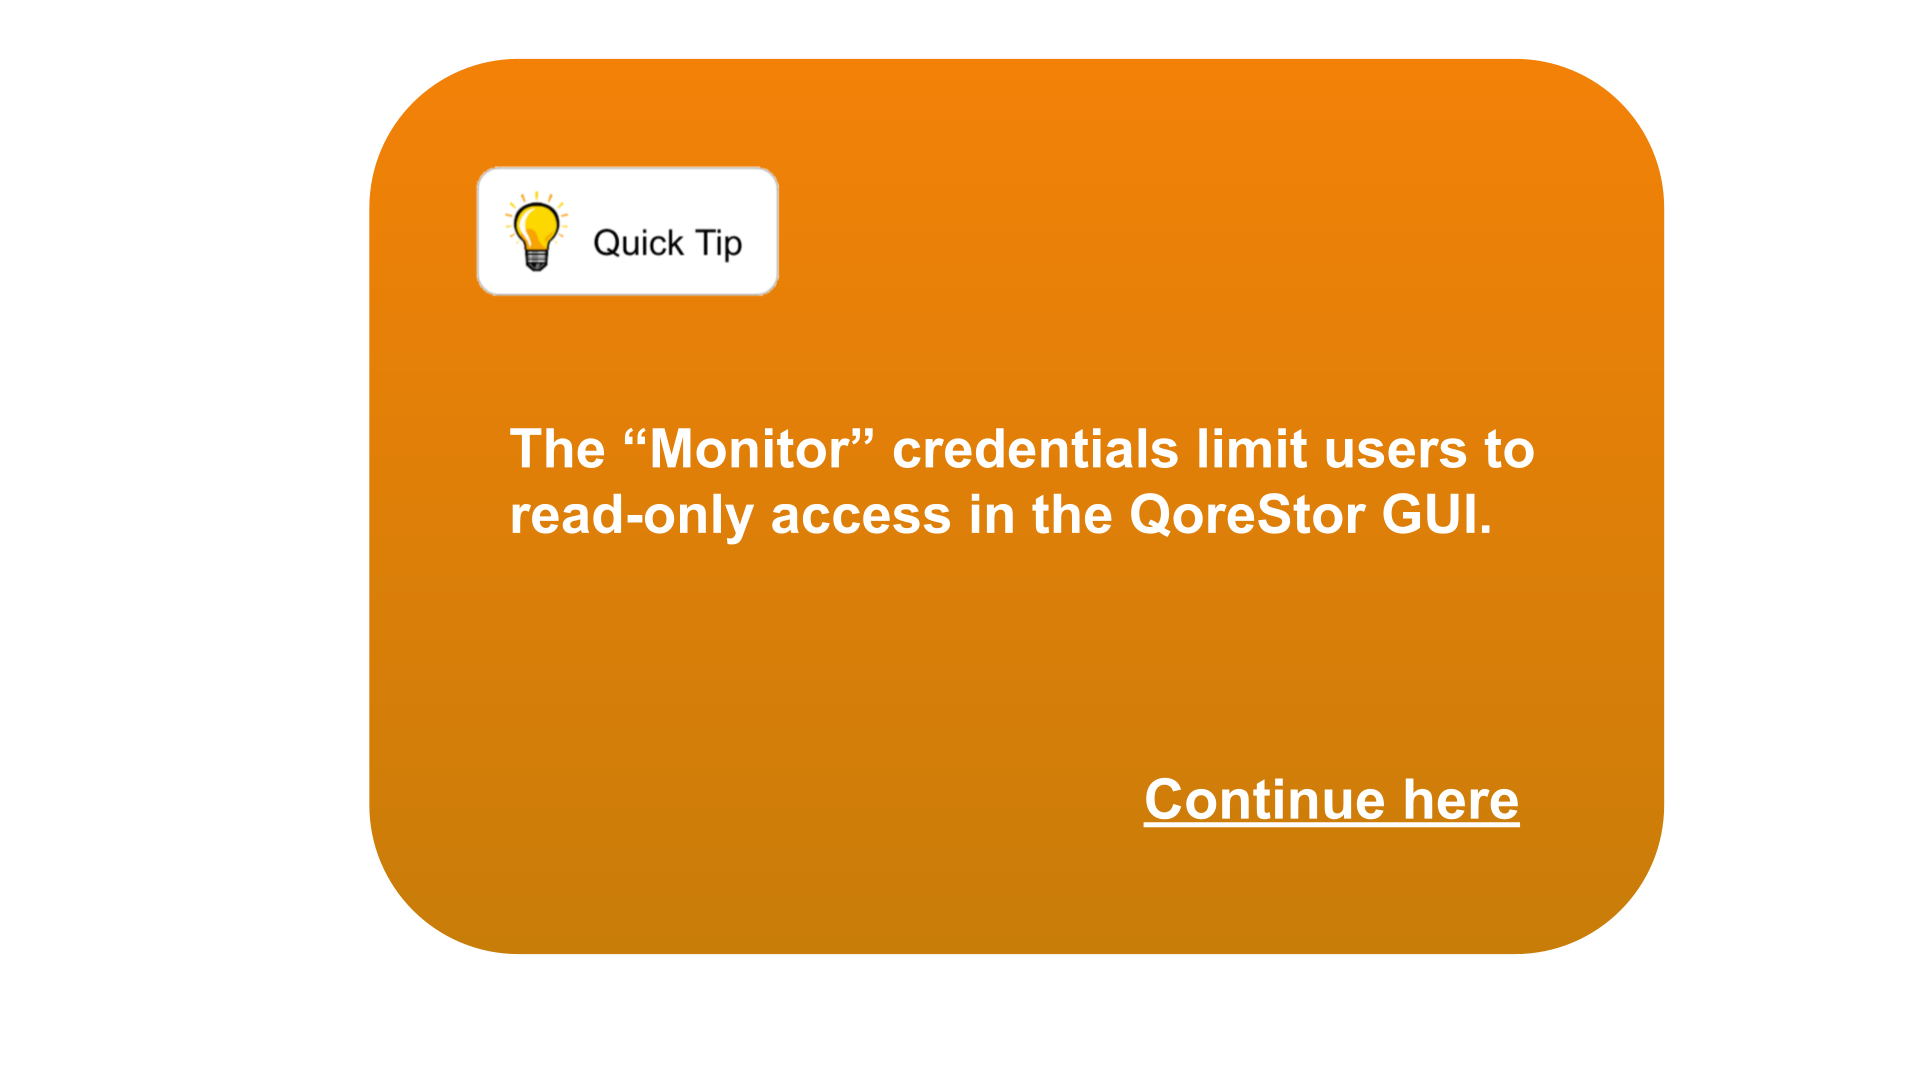 Quick Tip
The “Monitor” credentials limit users to
read-only access in the QoreStor GUI.
Continue here